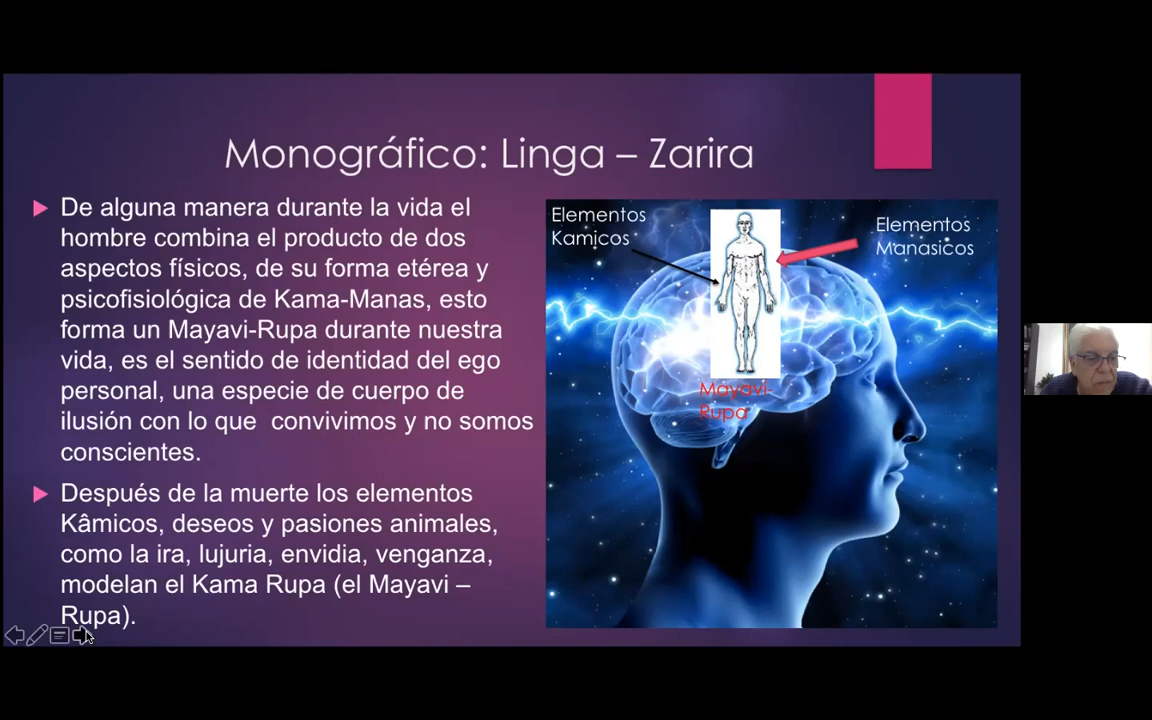 Monográfico: Linga – Zarira
De alguna manera durante la vida el
hombre combina el producto de dos
aspectos físicos, de su forma etérea y
psicofisiológica de Kama-Manas, esto
forma un Mayavi-Rupa durante nuestra
vida, es el sentido de identidad del ego
personal, una especie de cuerpo de
ilusión con lo que convivimos y no somos
conscientes.
Después de la muerte los elementos
Kâmicos, deseos y pasiones animales,
como la ira, lujuria, envidia, venganza,
modelan el Kama Rupa (el Mayavi –
Rupa).
Elementos
Kamicos
Elementos
Manasicos
Mayavi-
Rupa